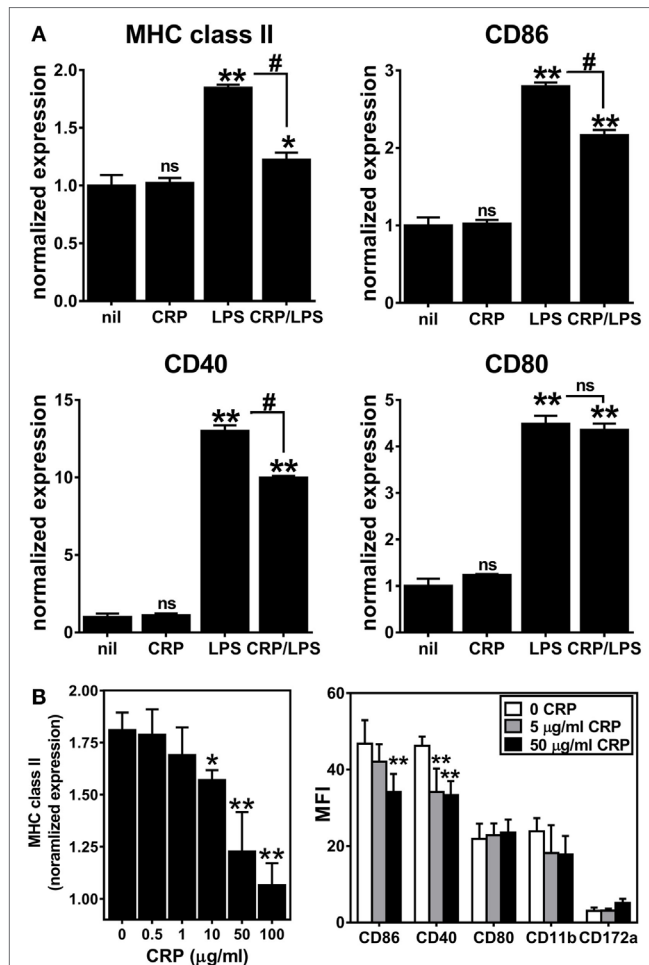 A
MHC class II
CD86
normalized expression
2.0
1.5
1.0
0.5
0.0
ns
**
#
*
nil CRP LPS CRP/LPS
normalized expression
3
2
1
0
ns
**
#
**
nil CRP LPS CRP/LPS
CD40
CD80
normalized expression
15
10
5
0
ns
**
#
**
nil CRP LPS CRP/LPS
normalized expression
5
4
3
2
1
0
ns
**
ns
**
nil CRP LPS CRP/LPS
B
MHC class II
(noramlized expression)
2.00
1.75
1.50
1.25
1.00
*
**
**
0 0.5 1 10 50 100
CRP (µg/ml)
MFI
60
40
20
0
0 CRP
5 µg/ml CRP
50 µg/ml CRP
**
**
**
CD86 CD40 CD80 CD11b CD172a